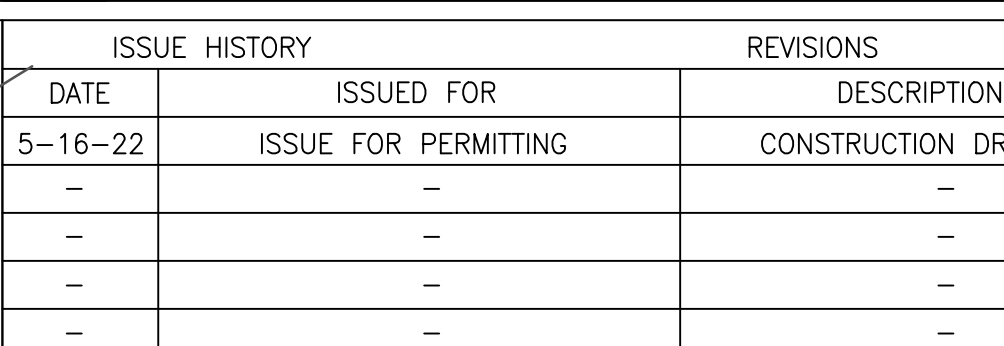 ISSUE HISTORY REVISIONS
DATE ISSUED FOR DESCRIPTION
5-16-22 ISSUE FOR PERMITTING CONSTRUCTION
- - -
- - -
- - -
- - -